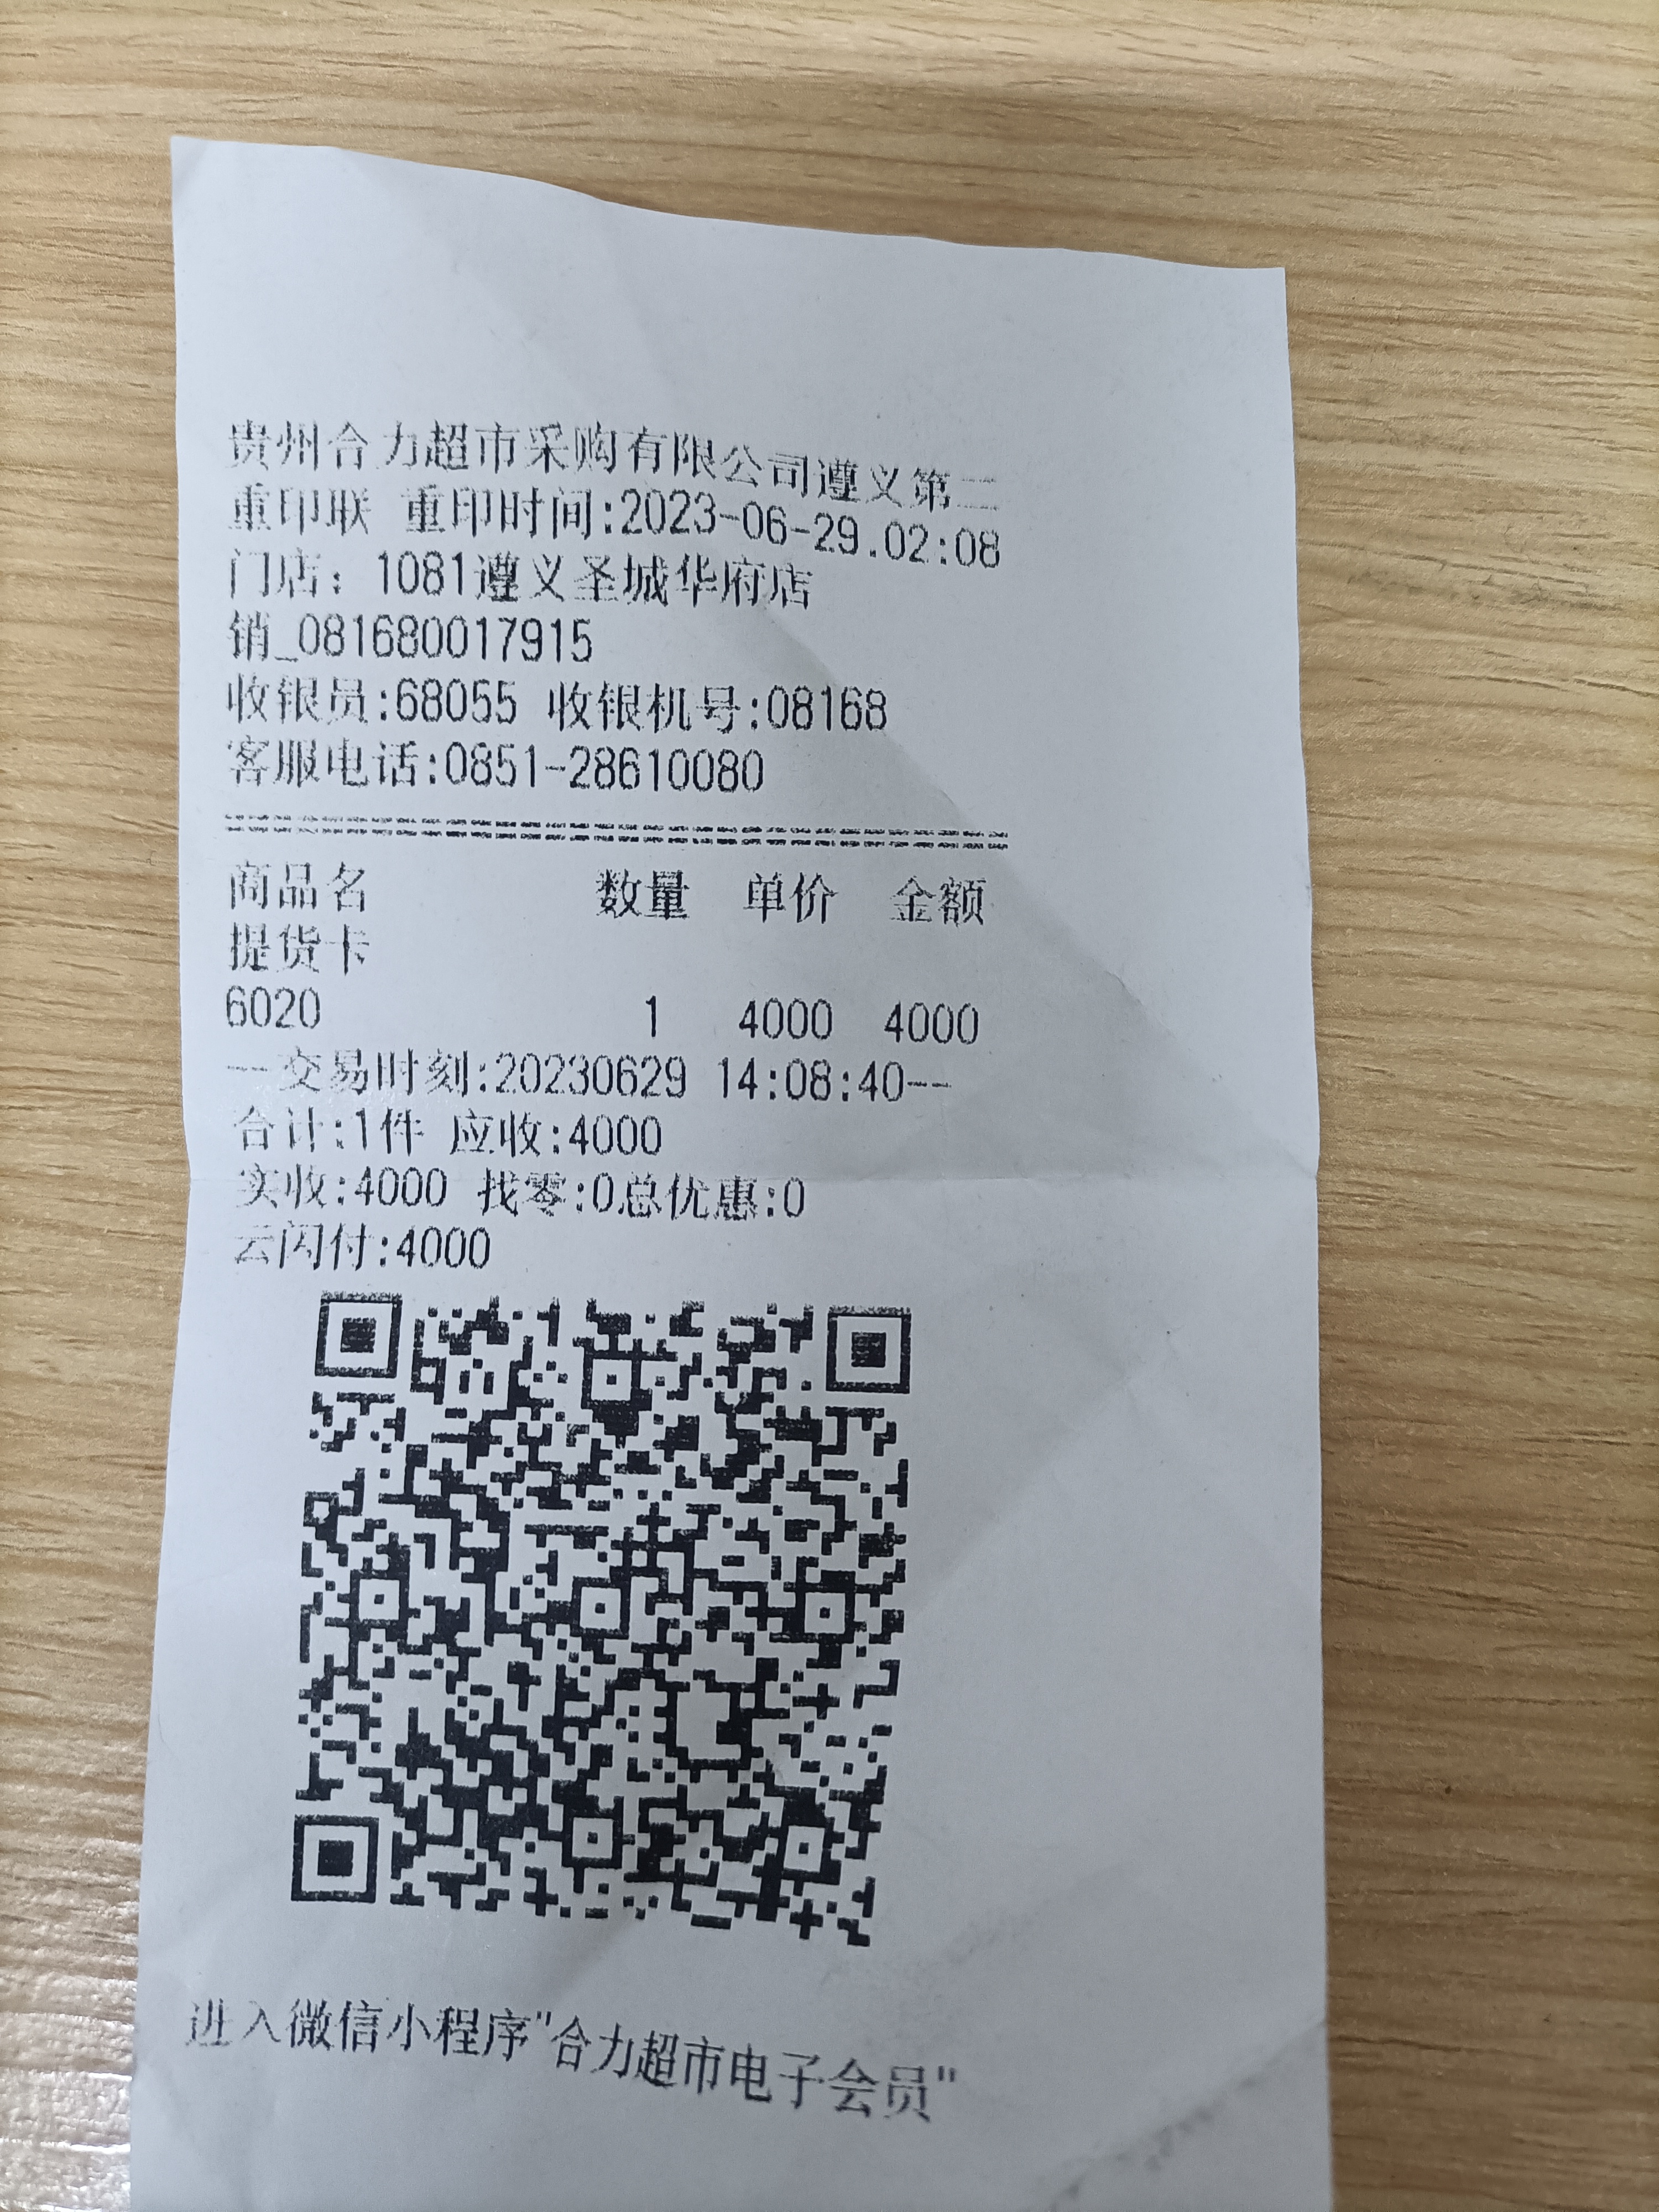 贵州合力超市采购有限公司遵义第二
重印联 重印时间:2023-06-29.02:08
门店：1081遵义圣城华府店
销_081680017915
收银员:68055 收银机号:08168
客服电话:0851-28610080
商品名 数量 单价 金额
提货卡
6020 1 4000 4000
--交易时刻:20230629 14:08:40--
合计:1件 应收:4000
实收:4000 找零:0总优惠:0
云闪付:4000
进入微信小程序"合力超市电子会员"